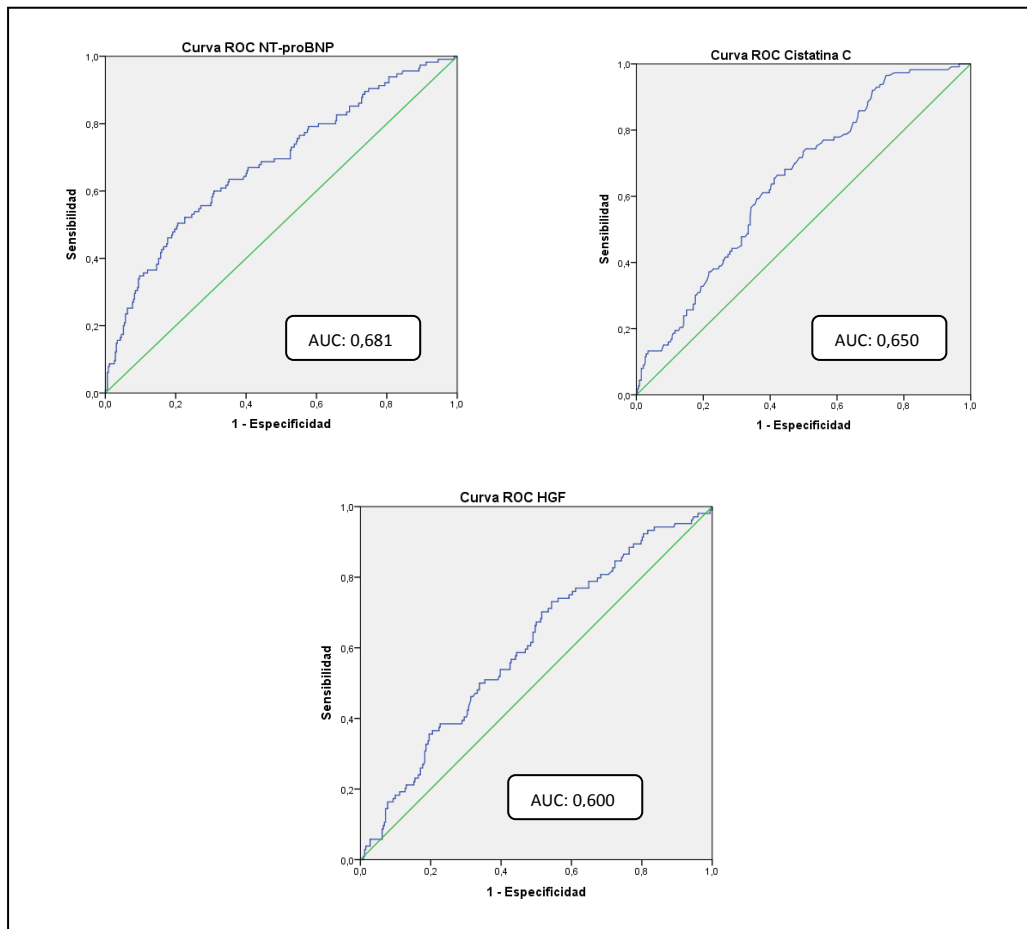 Curva ROC NT-proBNP
1,0
0,8
0,6
0,4
0,2
0,0
Sensibilidad
AUC: 0,681
0,0 0,2 0,4 0,6 0,8 1,0
1 - Especificidad
Curva ROC Cistatina C
1,0
0,8
0,6
0,4
0,2
0,0
Sensibilidad
AUC: 0,650
0,0 0,2 0,4 0,6 0,8 1,0
1 - Especificidad
Curva ROC HGF
1,0
0,8
0,6
0,4
0,2
0,0
Sensibilidad
AUC: 0,600
0,0 0,2 0,4 0,6 0,8 1,0
1 - Especificidad